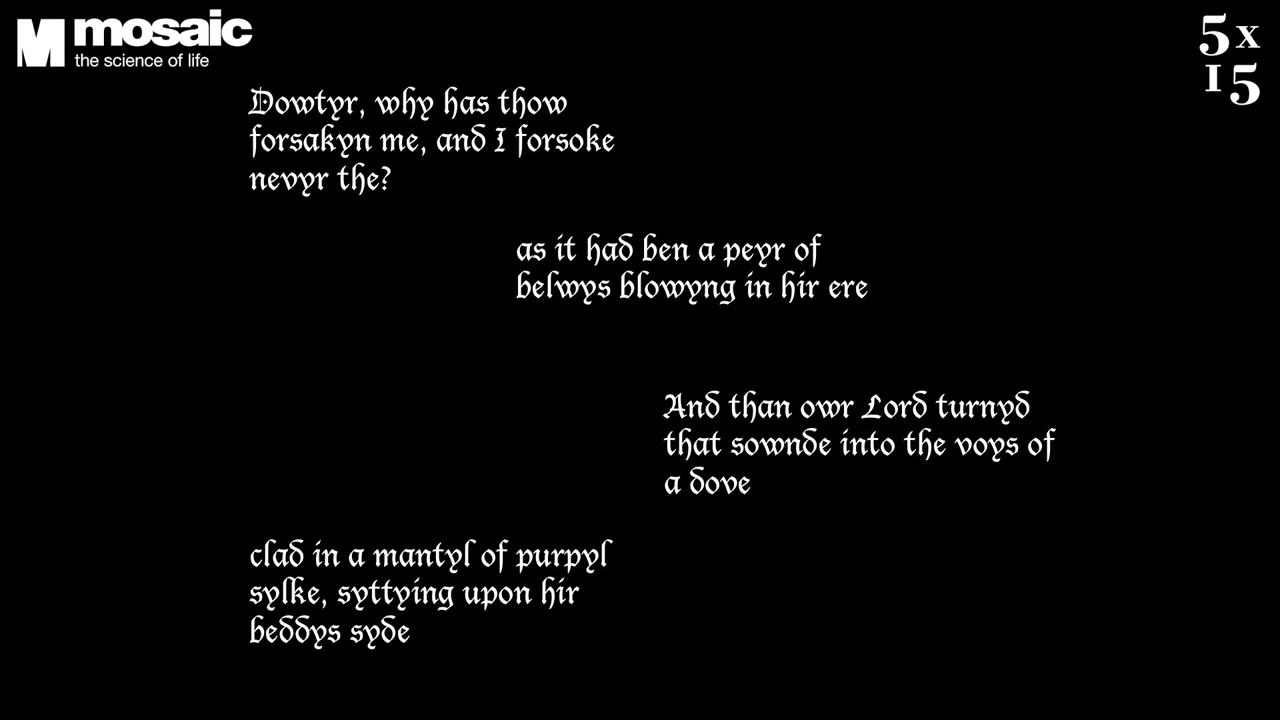 mosaic
the science of life
5x
15
Dowtyr, why has thow
forsakyn me, and I forsoke
nevyr the?
as it had ben a peyr of
belwys blowyng in hir ere
And than owr Lord turnyd
that sownde into the voys of
a dove
clad in a mantyl of purpyl
sylke, syttying upon hir
beddys syde